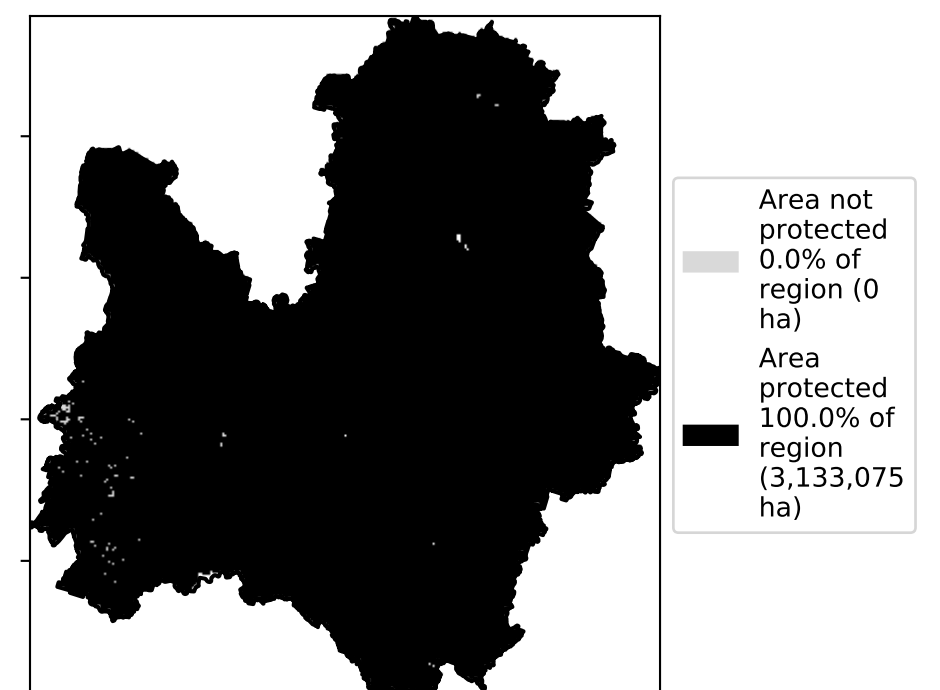 Area not
protected
0.0% of
region (0
ha)
Area
protected
100.0% of
region
(3,133,075
ha)